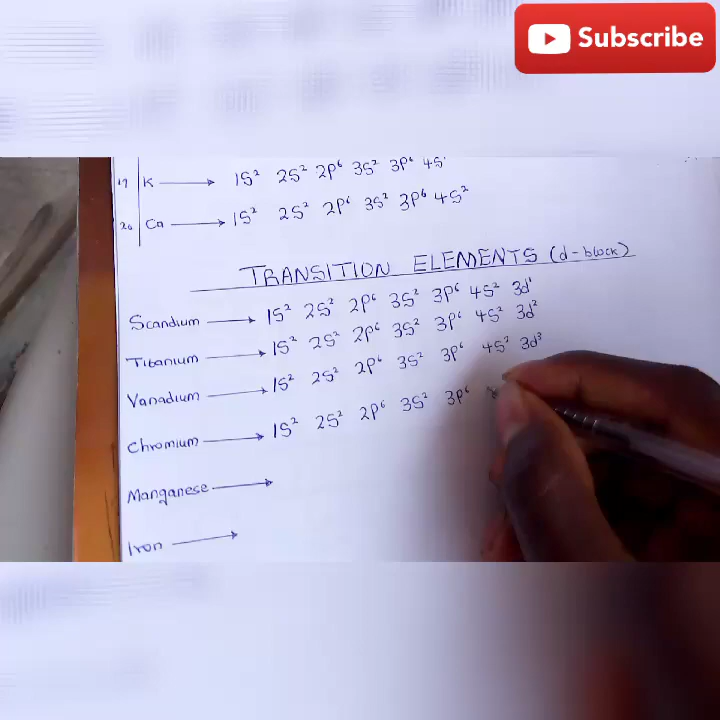 Subscribe
19 K → 1S² 2S² 2P⁶ 3S² 3P⁶ 4S¹
20 Ca → 1S² 2S² 2P⁶ 3S² 3P⁶ 4S²
TRANSITION ELEMENTS (d-block)
Scandium → 1S² 2S² 2P⁶ 3S² 3P⁶ 4S² 3d¹
Titanium → 1S² 2S² 2P⁶ 3S² 3P⁶ 4S² 3d²
Vanadium → 1S² 2S² 2P⁶ 3S² 3P⁶ 4S² 3d³
Chromium → 1S² 2S² 2P⁶ 3S² 3P⁶
Manganese →
Iron →